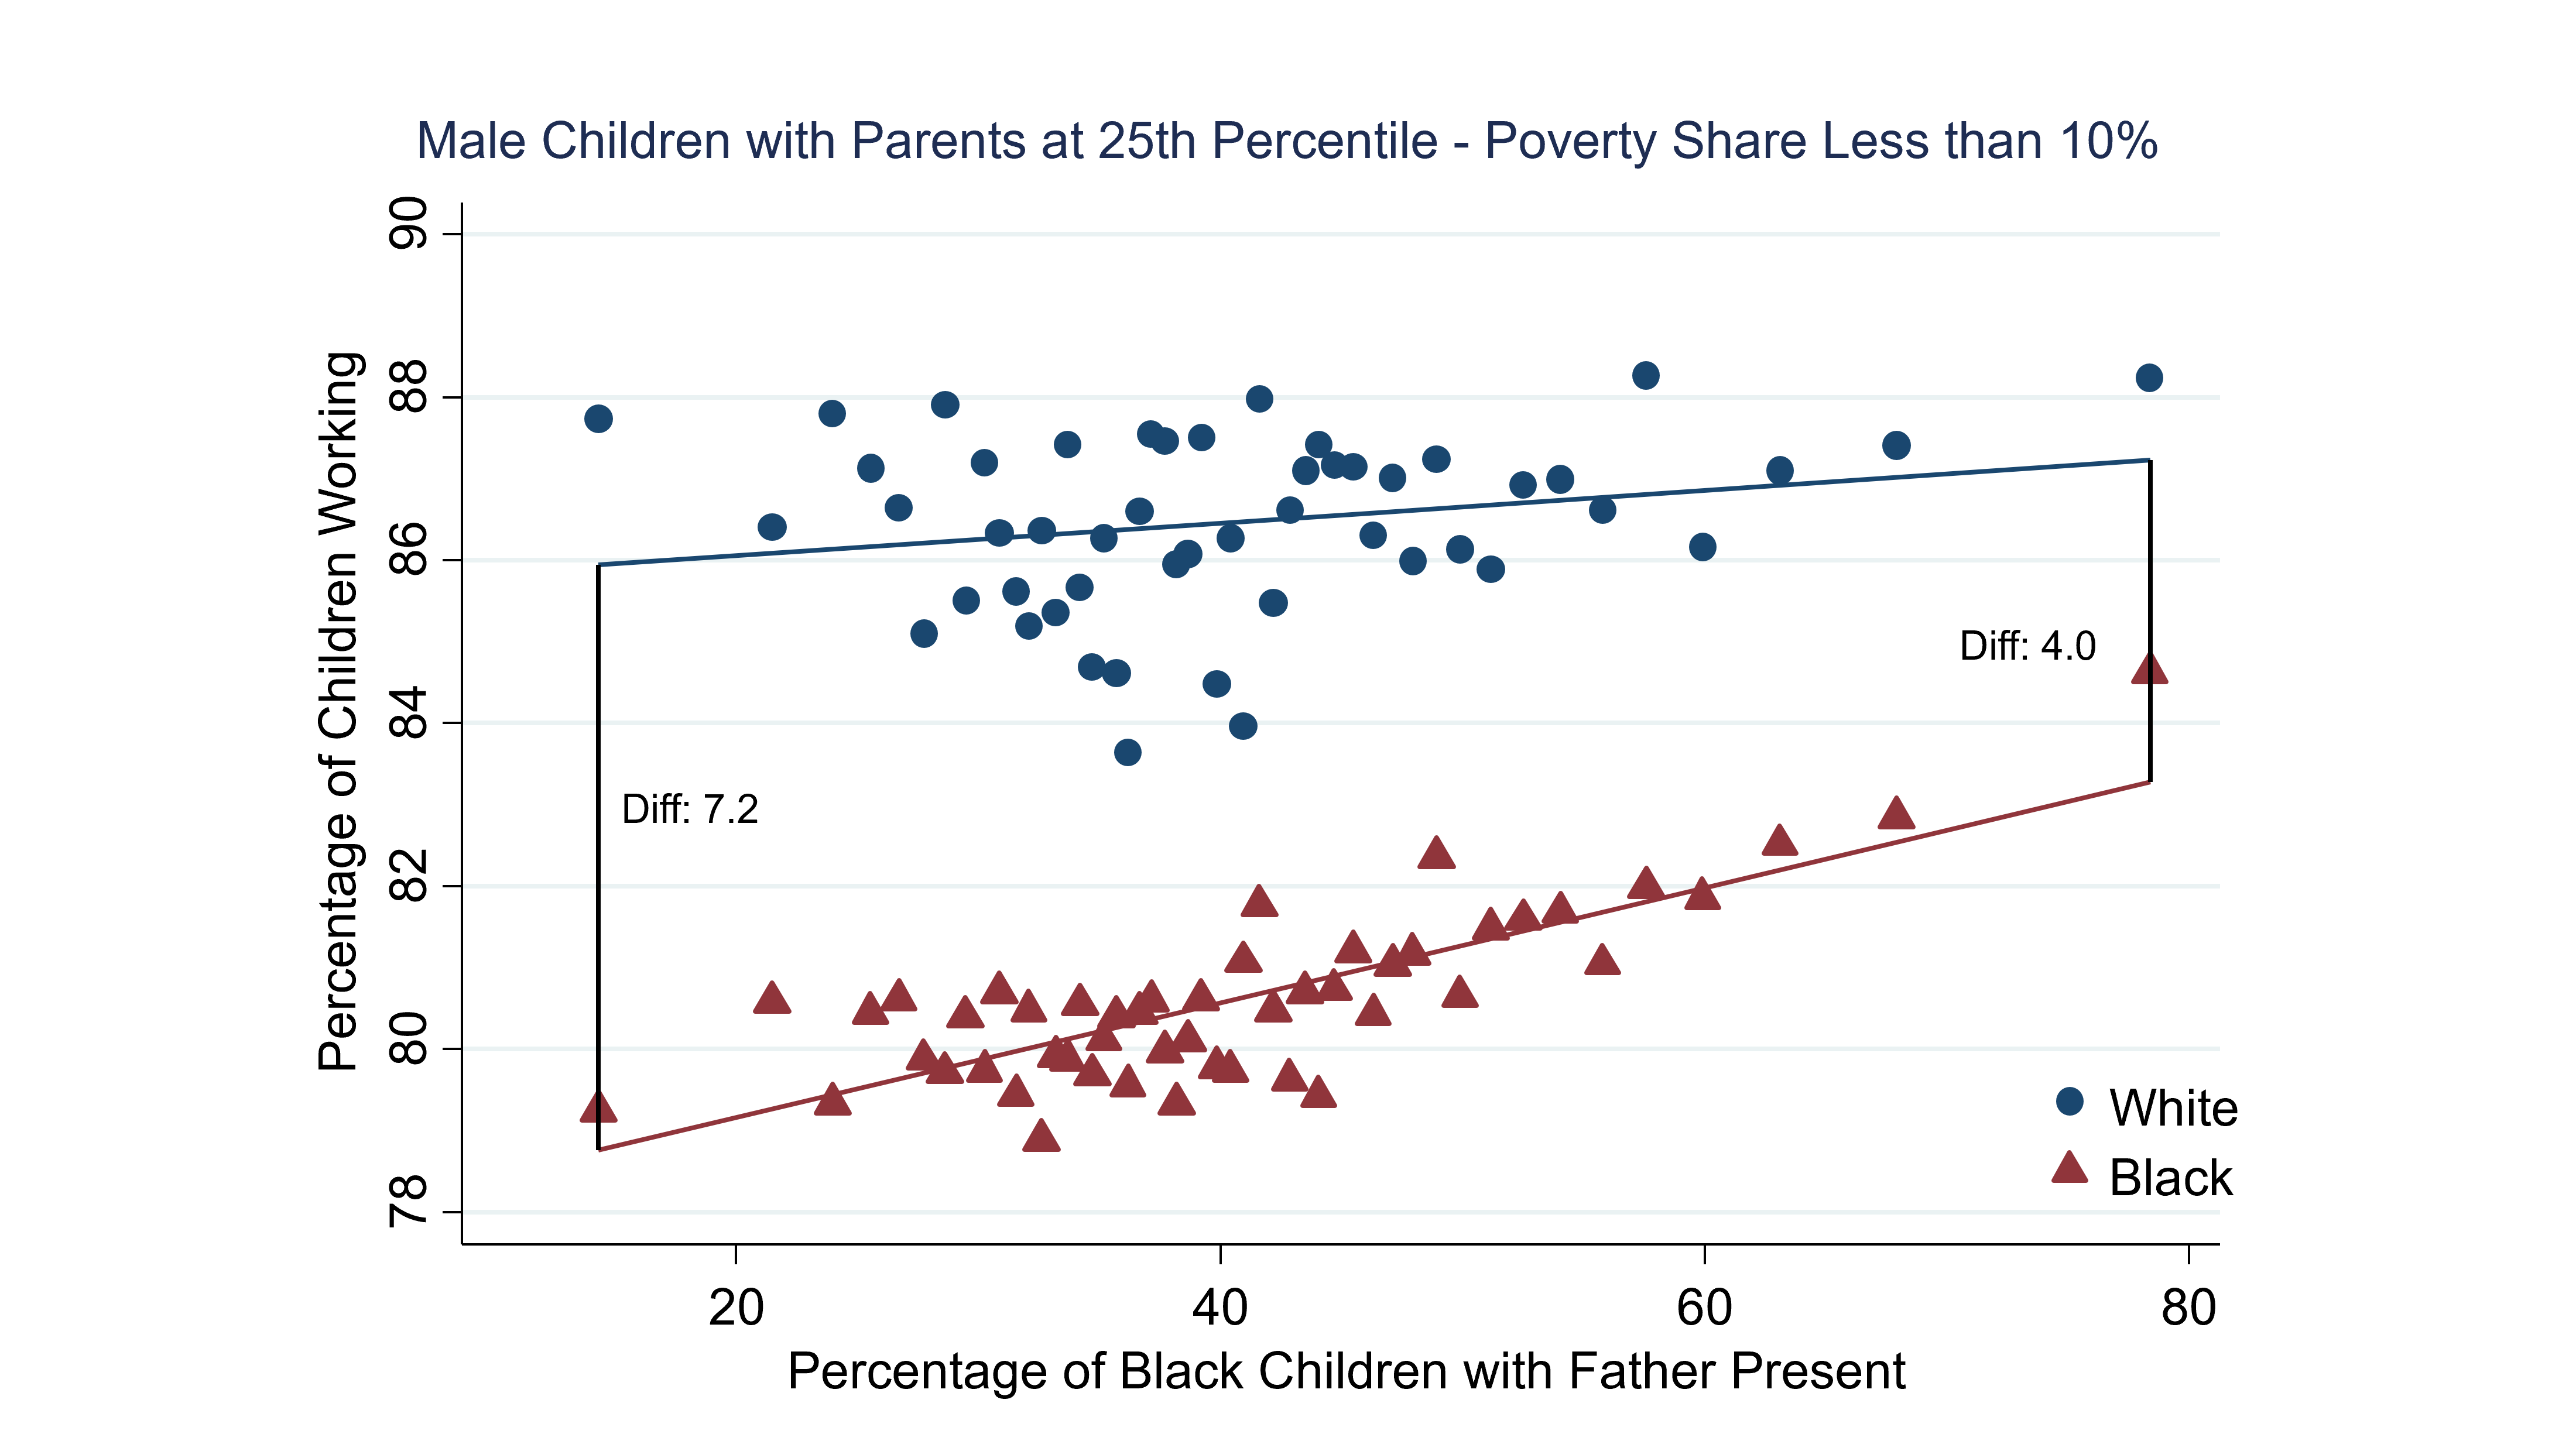 Male Children with Parents at 25th Percentile - Poverty Share Less than 10%
Percentage of Children Working
90
88
86
84
82
80
78
Diff: 7.2
Diff: 4.0
White
Black
20 40 60 80
Percentage of Black Children with Father Present